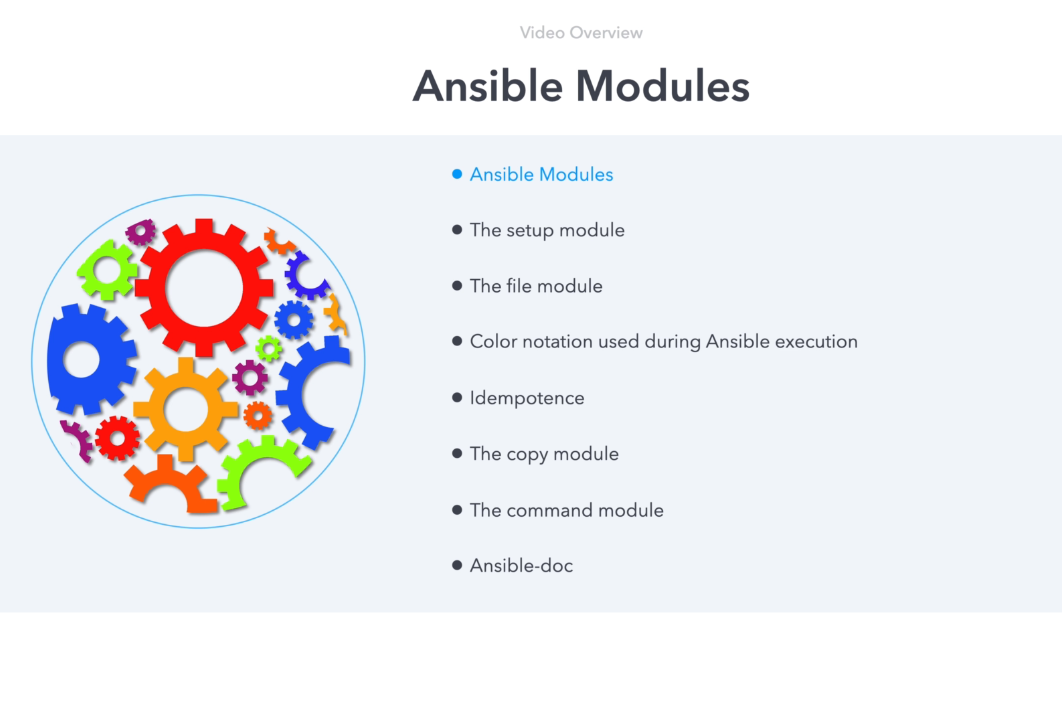 Video Overview
Ansible Modules
● Ansible Modules
● The setup module
● The file module
● Color notation used during Ansible execution
● Idempotence
● The copy module
● The command module
● Ansible-doc